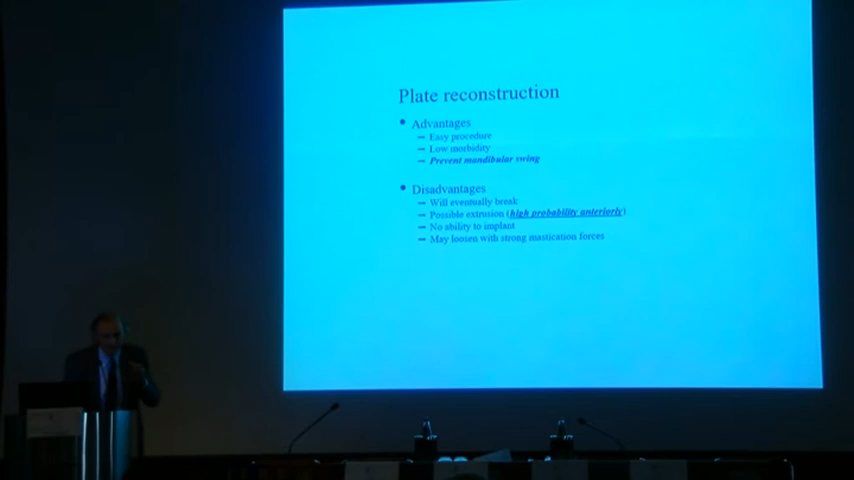 Plate reconstruction
• Advantages
– Easy procedure
– Low morbidity
– Prevent mandibular swing
• Disadvantages
– Will eventually break
– Possible extrusion (high probability anteriorly)
– No ability to implant
– May loosen with strong mastication forces